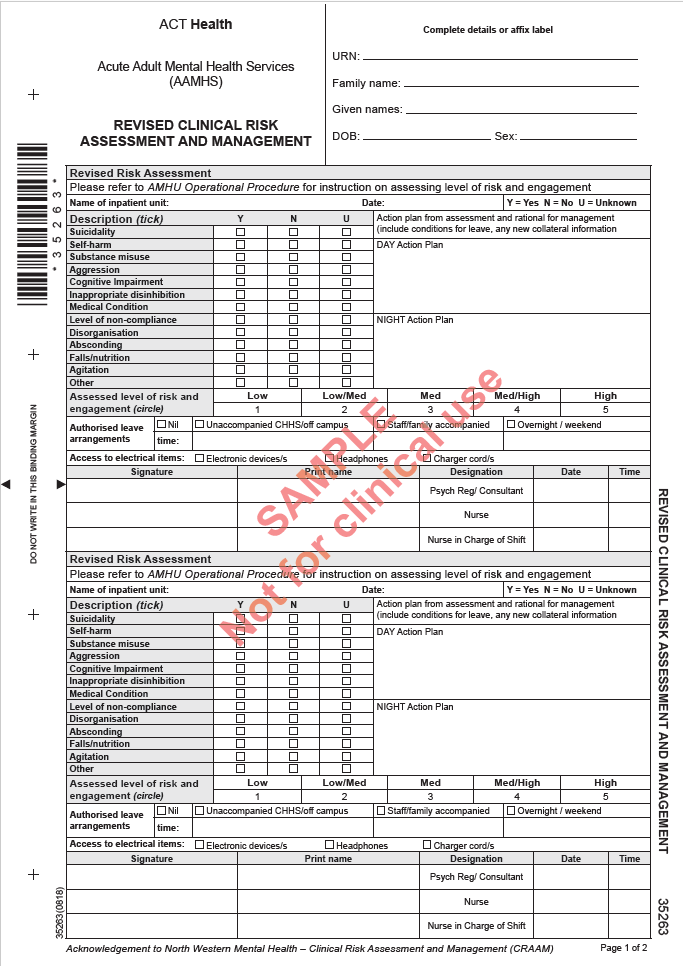 ACT Health
Complete details or affix label
Acute Adult Mental Health Services
(AAMHS)
REVISED CLINICAL RISK
ASSESSMENT AND MANAGEMENT
URN:
Family name:
Given names:
DOB: Sex:
*35263*
DO NOT WRITE IN THIS BINDING MARGIN
Revised Risk Assessment
Please refer to AMHU Operational Procedure for instruction on assessing level of risk and engagement
Name of inpatient unit: Date: Y = Yes N = No U = Unknown
Description (tick) Y N U
Action plan from assessment and rational for management
(include conditions for leave, any new collateral information
Suicidality
Self-harm
DAY Action Plan
Substance misuse
Aggression
Cognitive Impairment
Inappropriate disinhibition
Medical Condition
Level of non-compliance
NIGHT Action Plan
Disorganisation
Absconding
Falls/nutrition
Agitation
Other
Assessed level of risk and
engagement (circle)
Low Low/Med Med Med/High High
1 2 3 4 5
Authorised leave
arrangements
Nil Unaccompanied CHHS/off campus Staff/family accompanied Overnight / weekend
time:
Access to electrical items: Electronic devices/s Headphones Charger cord/s
Signature Print name Designation Date Time
Psych Reg/ Consultant
Nurse
Nurse in Charge of Shift
SAMPLE
Not for clinical use
Revised Risk Assessment
Please refer to AMHU Operational Procedure for instruction on assessing level of risk and engagement
Name of inpatient unit: Date: Y = Yes N = No U = Unknown
Description (tick) Y N U
Action plan from assessment and rational for management
(include conditions for leave, any new collateral information
Suicidality
Self-harm
DAY Action Plan
Substance misuse
Aggression
Cognitive Impairment
Inappropriate disinhibition
Medical Condition
Level of non-compliance
NIGHT Action Plan
Disorganisation
Absconding
Falls/nutrition
Agitation
Other
Assessed level of risk and
engagement (circle)
Low Low/Med Med Med/High High
1 2 3 4 5
Authorised leave
arrangements
Nil Unaccompanied CHHS/off campus Staff/family accompanied Overnight / weekend
time:
Access to electrical items: Electronic devices/s Headphones Charger cord/s
Signature Print name Designation Date Time
Psych Reg/ Consultant
Nurse
Nurse in Charge of Shift
REVISED CLINICAL RISK ASSESSMENT AND MANAGEMENT 35263
35263(0818)
Acknowledgement to North Western Mental Health – Clinical Risk Assessment and Management (CRAAM) Page 1 of 2